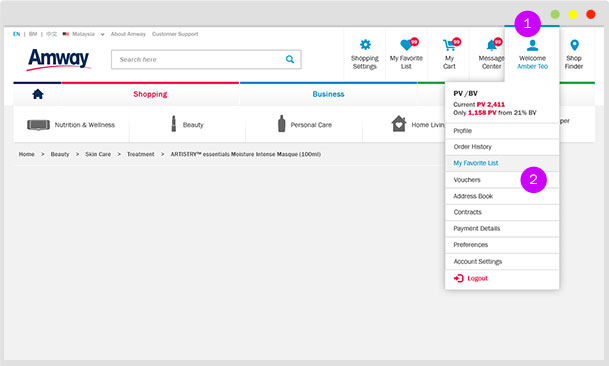 1
EN | BM | 中文 Malaysia About Amway Customer Support
Amway
Search here
Shopping Settings
99
My Favorite List
99
My Cart
99
Message Center
Welcome
Amber Teo
Shop Finder
Shopping
Business
PV / BV
Current PV 2,411
Only 1,158 PV from 21% BV
Nutrition & Wellness
Beauty
Personal Care
Home Livin
per
Home > Beauty > Skin Care > Treatment > ARTISTRY™ essentials Moisture Intense Masque (100ml)
Profile
Order History
My Favorite List
Vouchers
2
Address Book
Contracts
Payment Details
Preferences
Account Settings
Logout